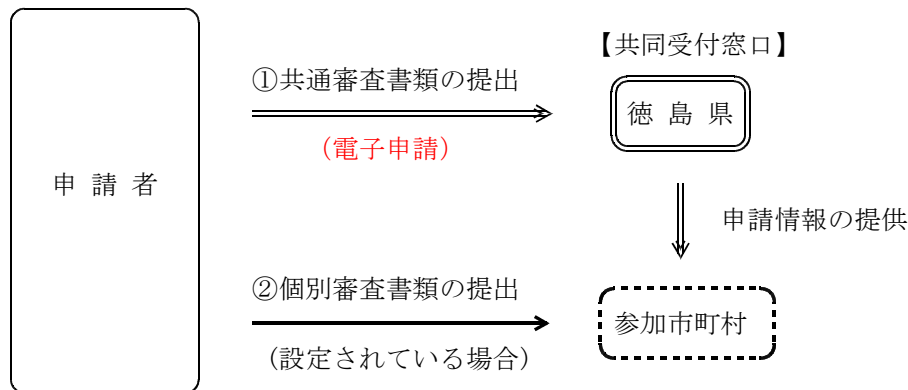 【共同受付窓口】
①共通審査書類の提出
徳島県
(電子申請)
申請者
申請情報の提供
②個別審査書類の提出
参加市町村
(設定されている場合)